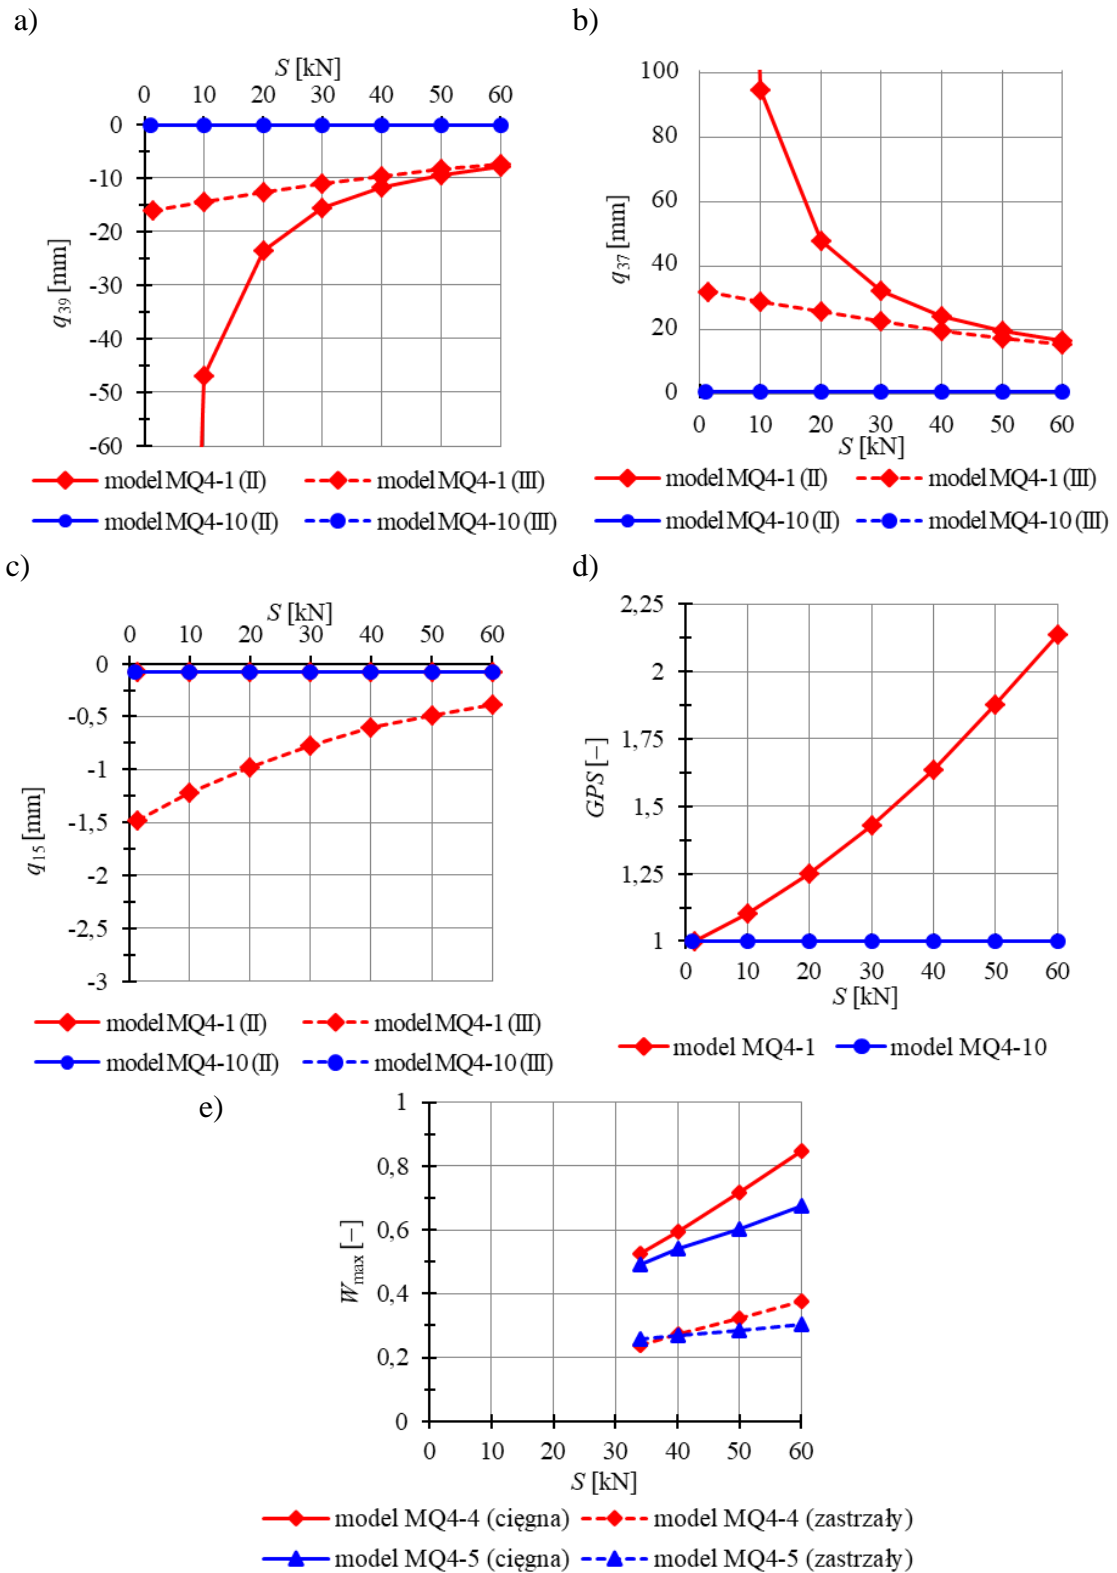 a)
S [kN]
0 10 20 30 40 50 60
0
-10
-20
-30
-40
-50
-60
q39 [mm]
model MQ4-1 (II) model MQ4-1 (III)
model MQ4-10 (II) model MQ4-10 (III)
b)
100
80
60
40
20
0
q37 [mm]
0 10 20 30 40 50 60
S [kN]
model MQ4-1 (II) model MQ4-1 (III)
model MQ4-10 (II) model MQ4-10 (III)
c)
S [kN]
0 10 20 30 40 50 60
0
-0,5
-1
-1,5
-2
-2,5
-3
q15 [mm]
model MQ4-1 (II) model MQ4-1 (III)
model MQ4-10 (II) model MQ4-10 (III)
d)
2,25
2
1,75
1,5
1,25
1
GPS [−]
0 10 20 30 40 50 60
S [kN]
model MQ4-1 model MQ4-10
e)
1
0,8
0,6
0,4
0,2
0
Wmax [−]
0 10 20 30 40 50 60
S [kN]
model MQ4-4 (cięgna) model MQ4-4 (zastrzały)
model MQ4-5 (cięgna) model MQ4-5 (zastrzały)